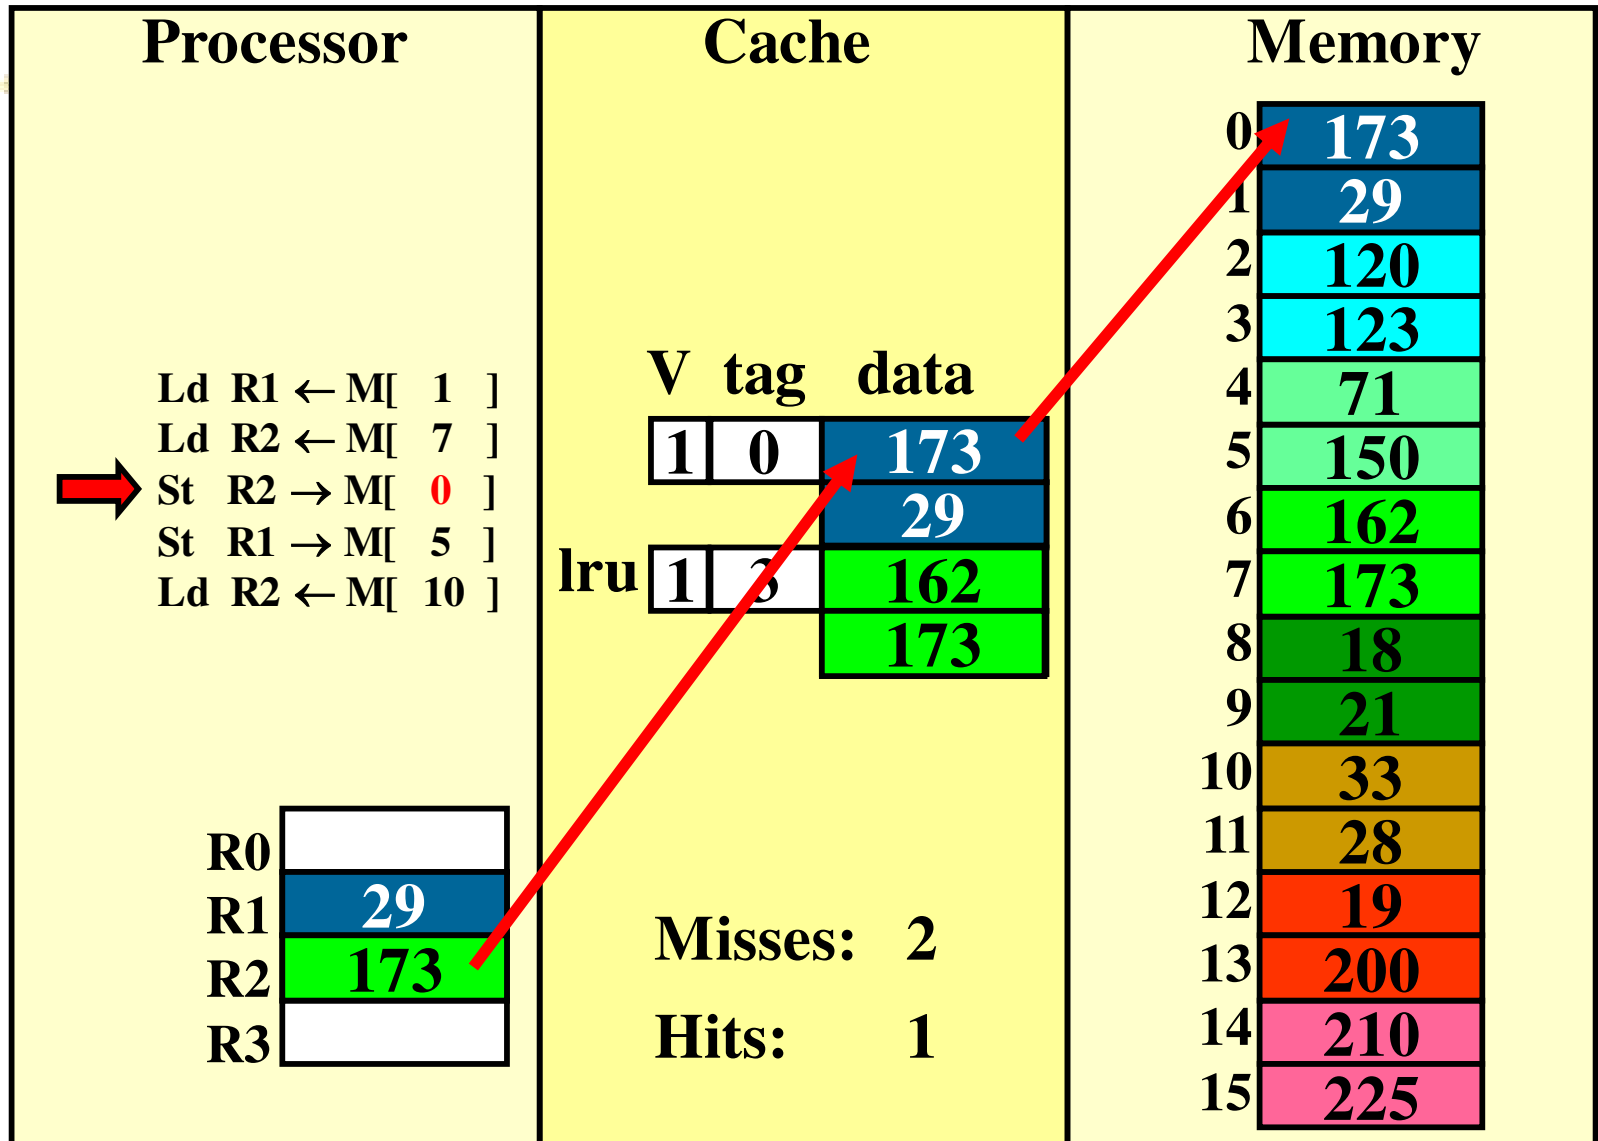 Processor
Ld R1 ← M[ 1 ]
Ld R2 ← M[ 7 ]
St R2 → M[ 0 ]
St R1 → M[ 5 ]
Ld R2 ← M[ 10 ]
R0
R1 29
R2 173
R3
Cache
V tag data
1 0 173
29
lru 1 3 162
173
Misses: 2
Hits: 1
Memory
0 173
1 29
2 120
3 123
4 71
5 150
6 162
7 173
8 18
9 21
10 33
11 28
12 19
13 200
14 210
15 225